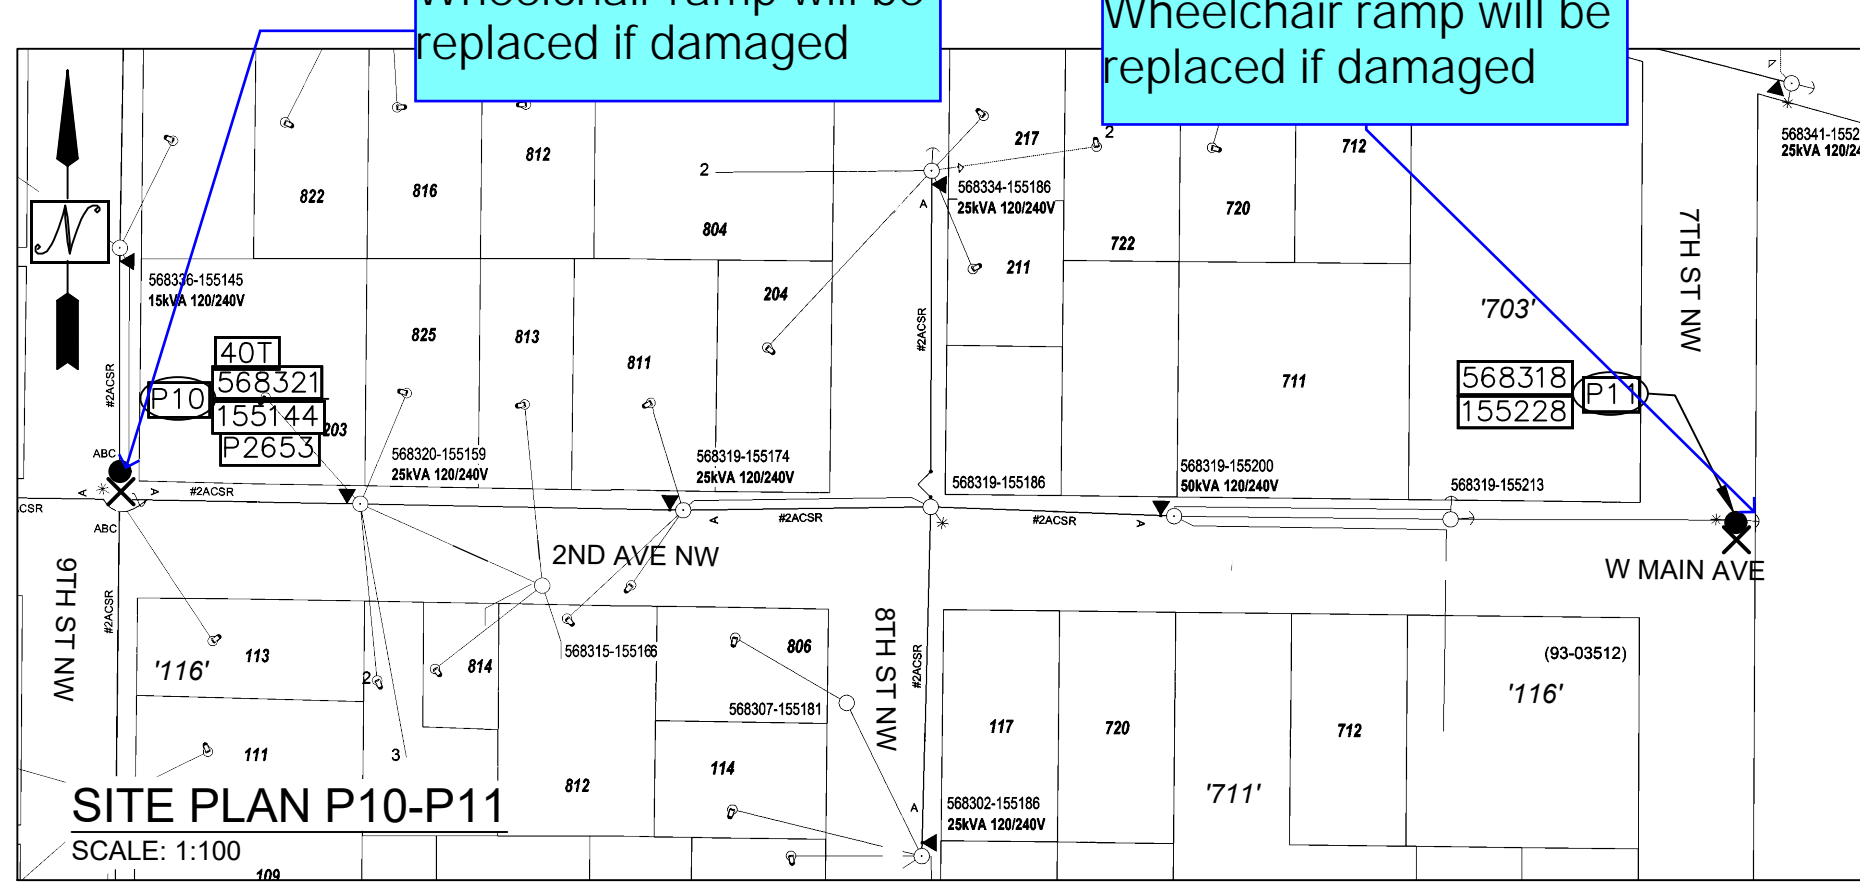 Wheelchair ramp will be
replaced if damaged
Wheelchair ramp will be
replaced if damaged
N
822
816
812
804
2
568334-155186
25kVA 120/240V
A
217
2
211
722
720
712
7TH ST NW
568341-1552
25kVA 120/24
568336-155145
15kVA 120/240V
#2ACSR
40T
568321
155144
P2653
P10
203
825
813
811
204
#2ACSR
711
'703'
568318
155228
P11
ABC
A
A
#2ACSR
CSR
ABC
568320-155159
25kVA 120/240V
568319-155174
25kVA 120/240V
568319-155186
568319-155200
50kVA 120/240V
568319-155213
A
#2ACSR
#2ACSR
A
2ND AVE NW
W MAIN AVE
9TH ST NW
#2ACSR
113
'116'
2
814
568315-155166
806
568307-155181
8TH ST NW
#2ACSR
111
3
812
114
117
720
712
'711'
(93-03512)
'116'
A
568302-155186
25kVA 120/240V
SITE PLAN P10-P11
SCALE: 1:100
109